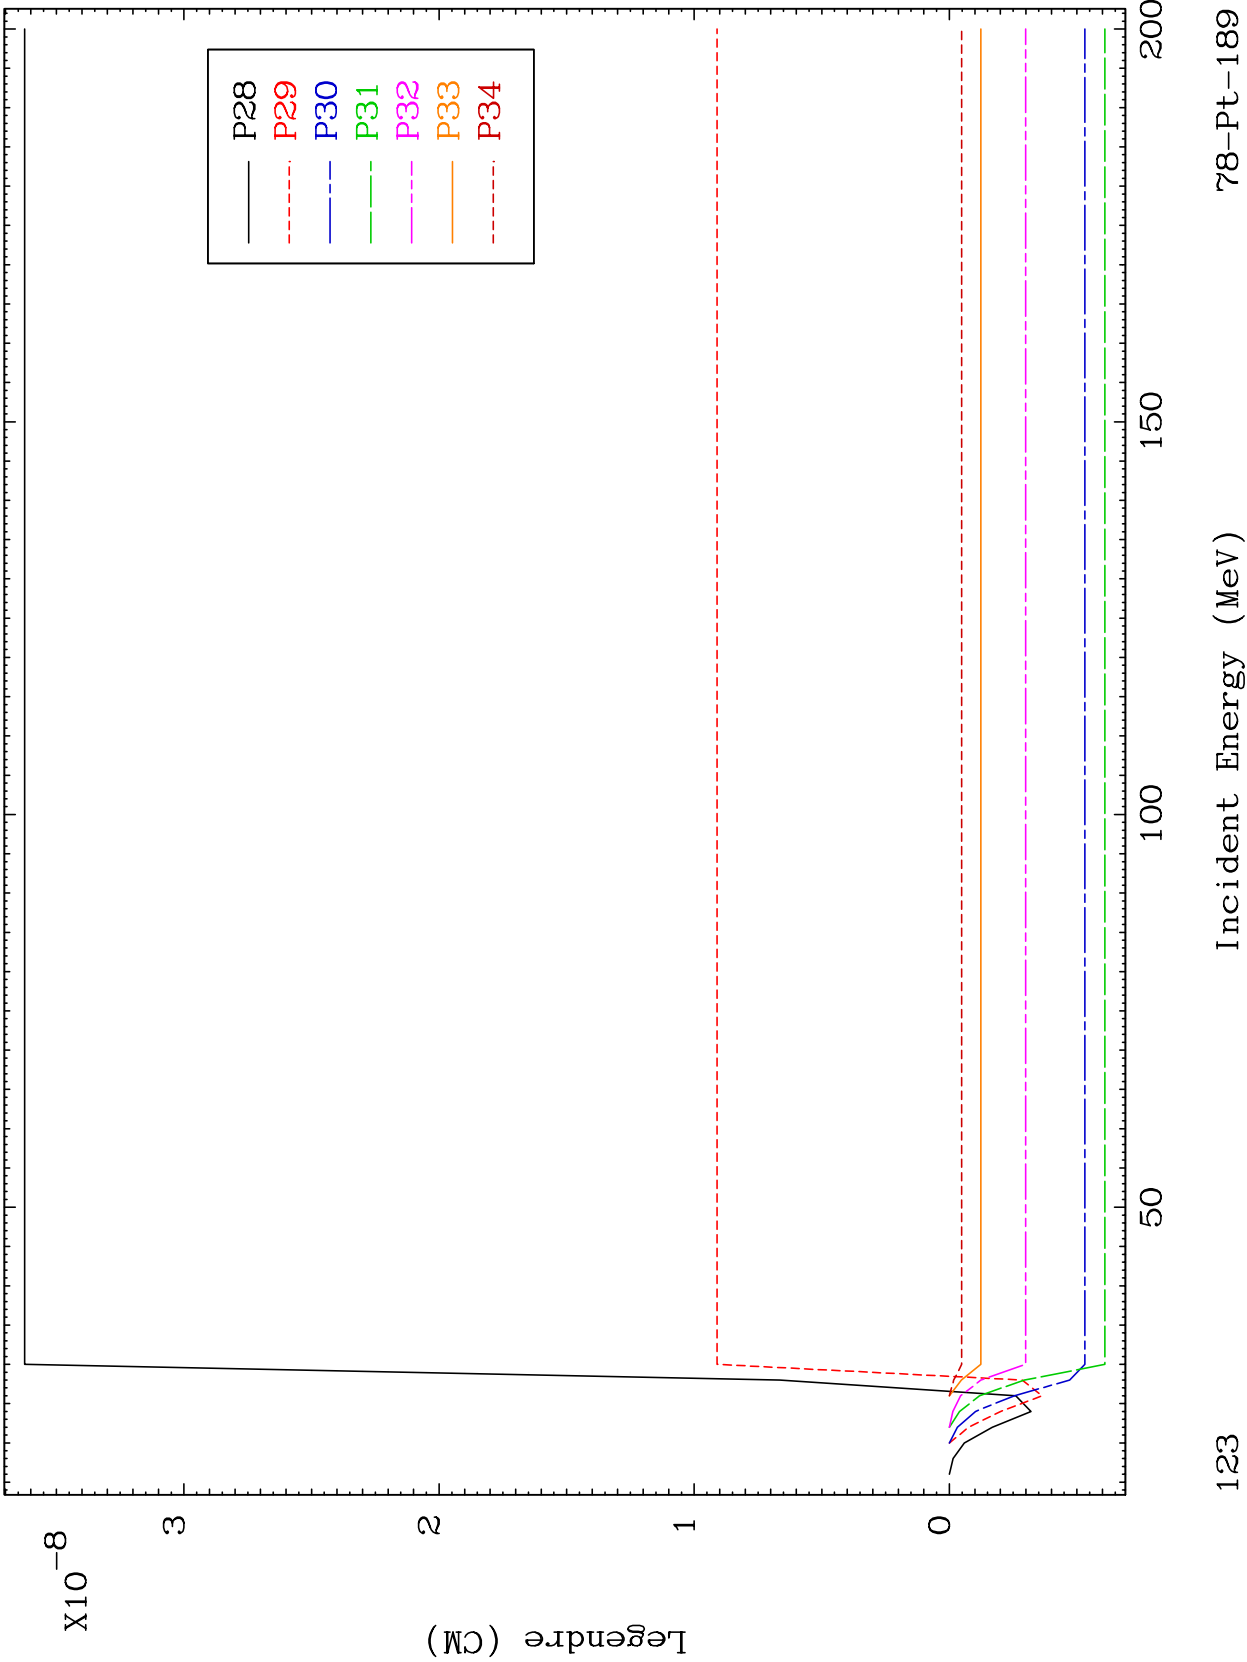 X10-8
3
2
1
0
Legendre (CM)
P28
P29
P30
P31
P32
P33
P34
50
100
150
200
Incident Energy (MeV)
123
78-Pt-189